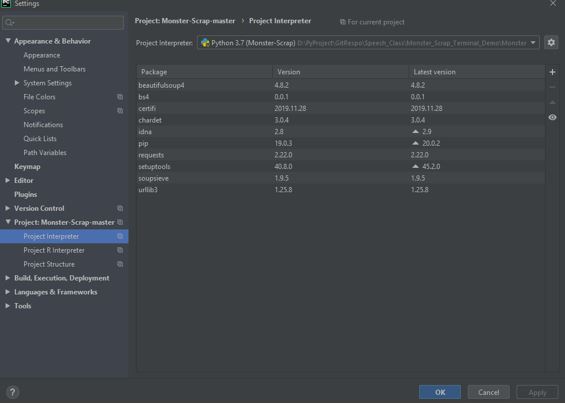 PC Settings
Project: Monster-Scrap-master › Project Interpreter For current project
Project Interpreter: Python 3.7 (Monster-Scrap) D:\PyProject\GitRespo\Speech_Class\Monster_Scrap_Terminal_Demo\Monster
Appearance & Behavior
Appearance
Menus and Toolbars
System Settings
File Colors
Scopes
Notifications
Quick Lists
Path Variables
Keymap
Editor
Plugins
Version Control
Project: Monster-Scrap-master
Project Interpreter
Project R Interpreter
Project Structure
Build, Execution, Deployment
Languages & Frameworks
Tools
Package Version Latest version
beautifulsoup4 4.8.2 4.8.2
bs4 0.0.1 0.0.1
certifi 2019.11.28 2019.11.28
chardet 3.0.4 3.0.4
idna 2.8 2.9
pip 19.0.3 20.0.2
requests 2.22.0 2.22.0
setuptools 40.8.0 45.2.0
soupsieve 1.9.5 1.9.5
urllib3 1.25.8 1.25.8
? OK Cancel Apply